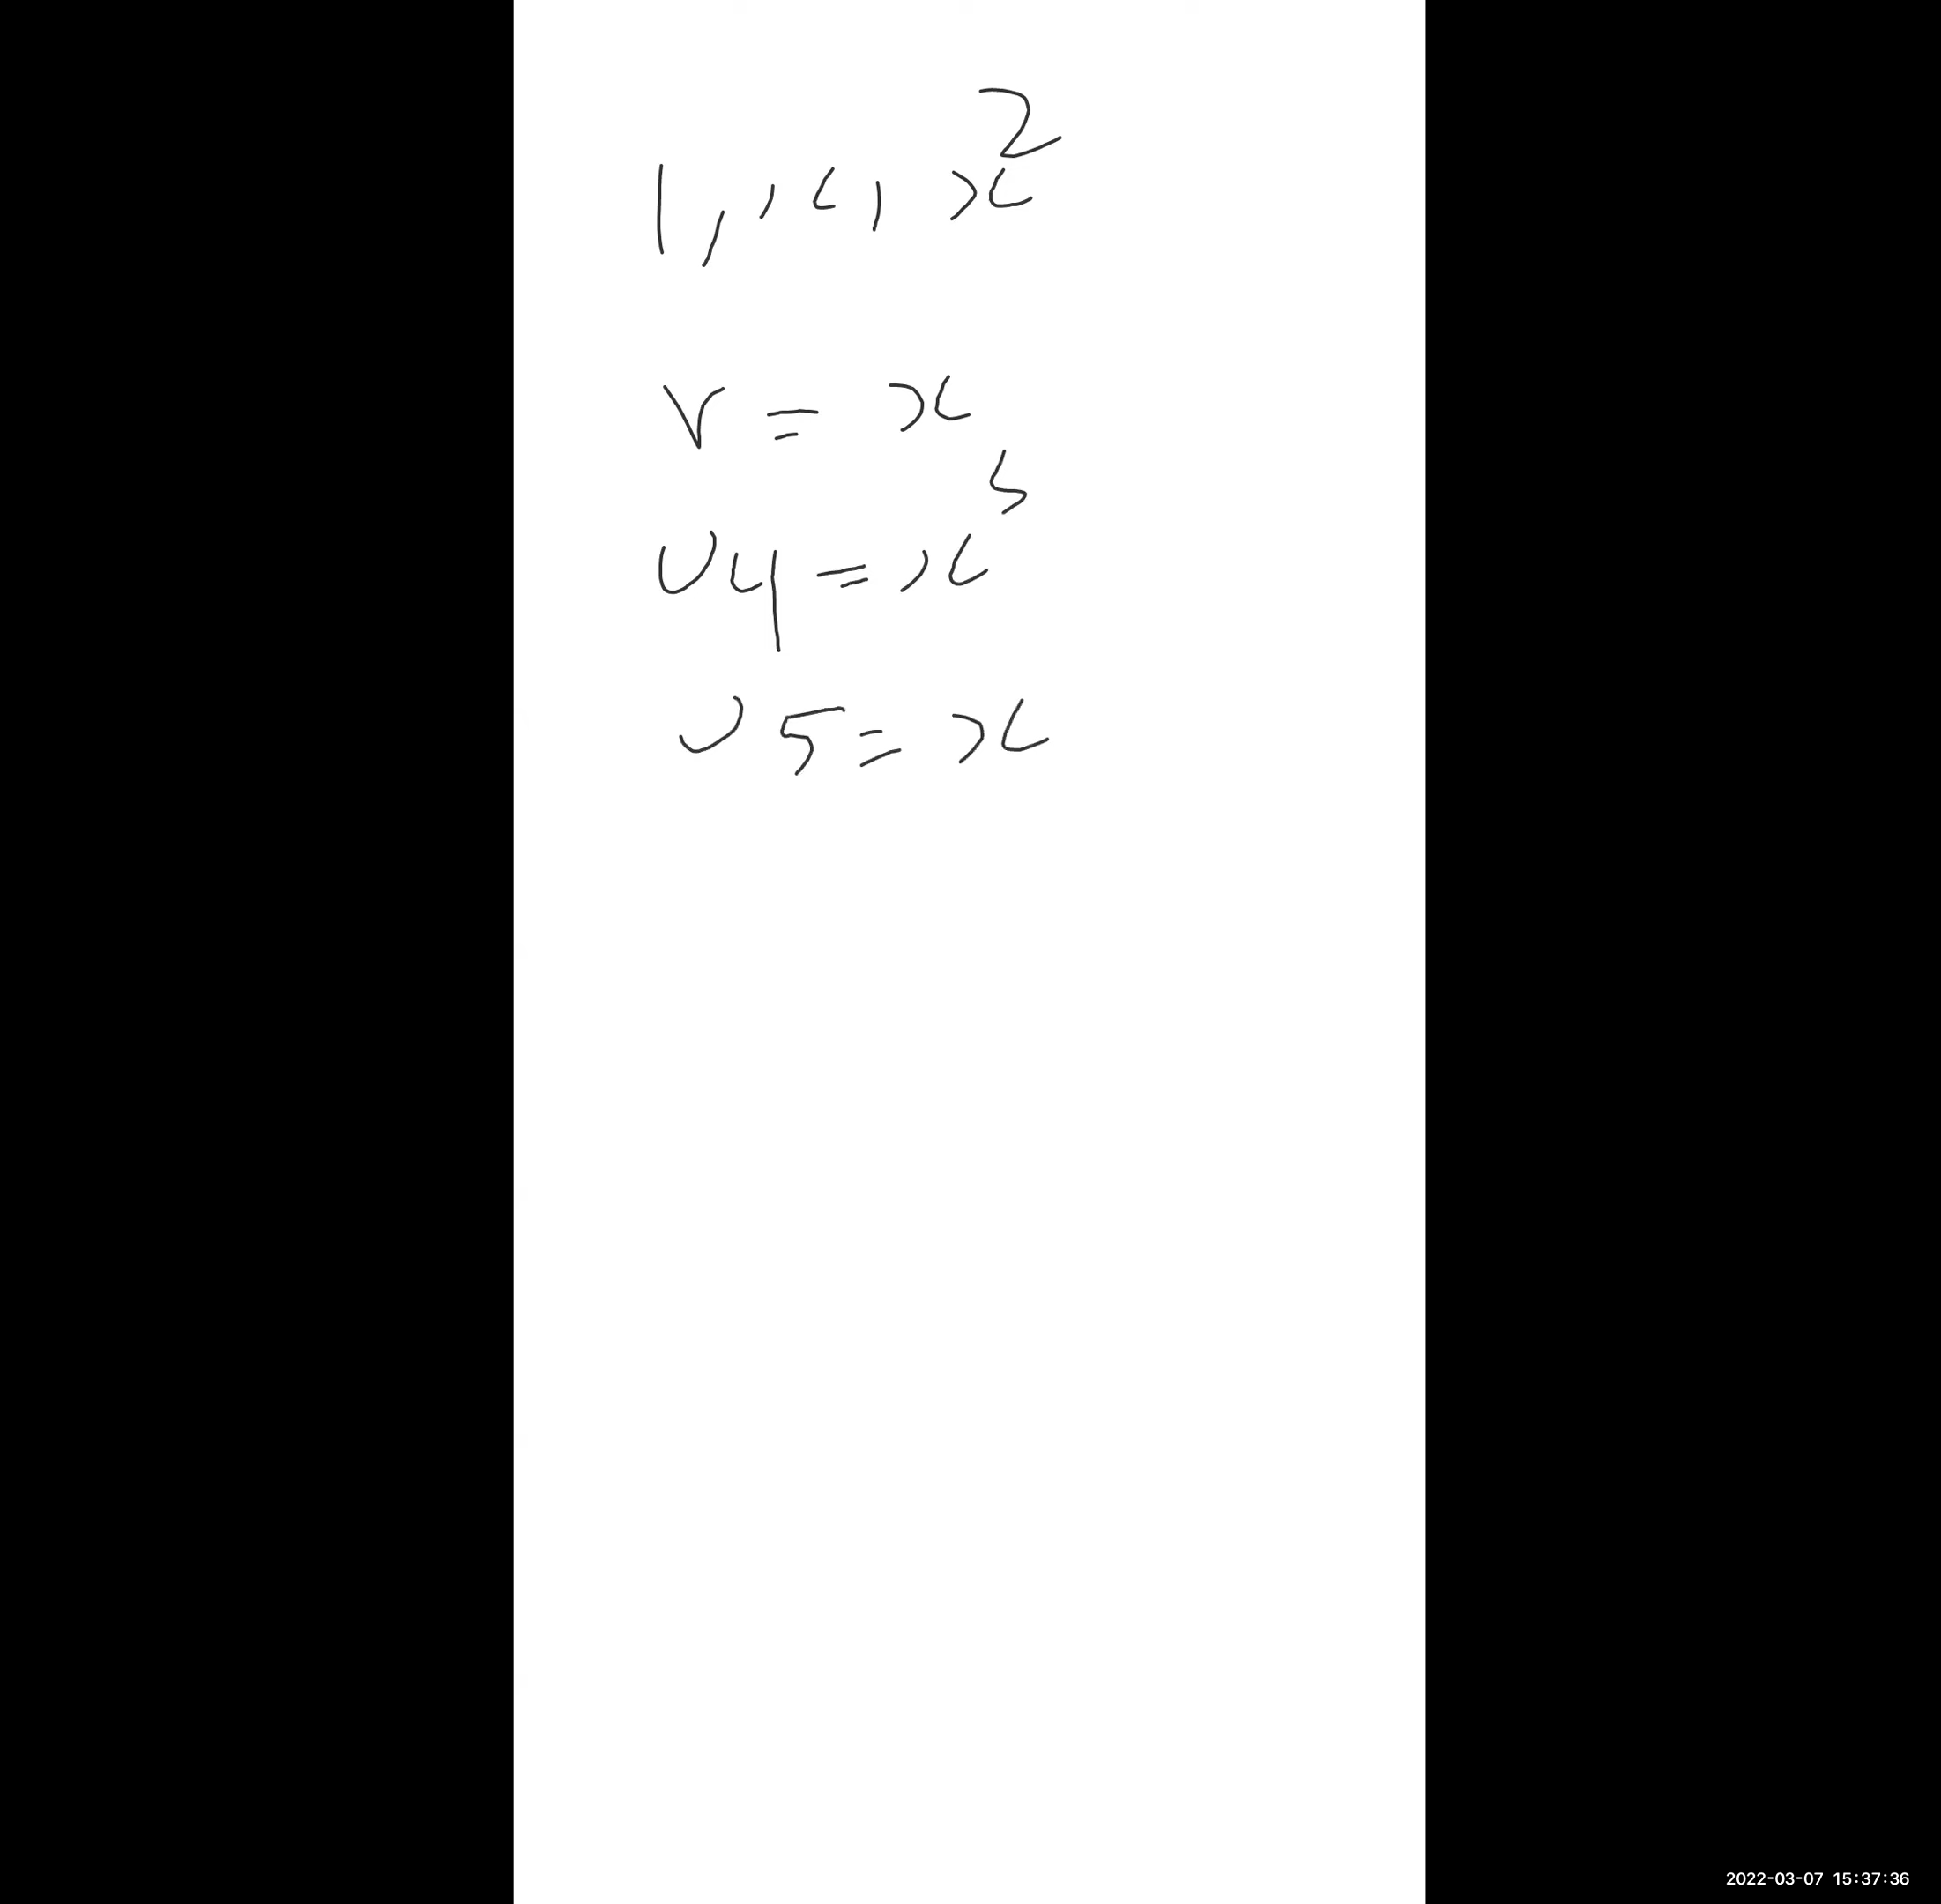 1, x, x²
r = x
U4 = x³
U5 = x
2022-03-07 15:37:36